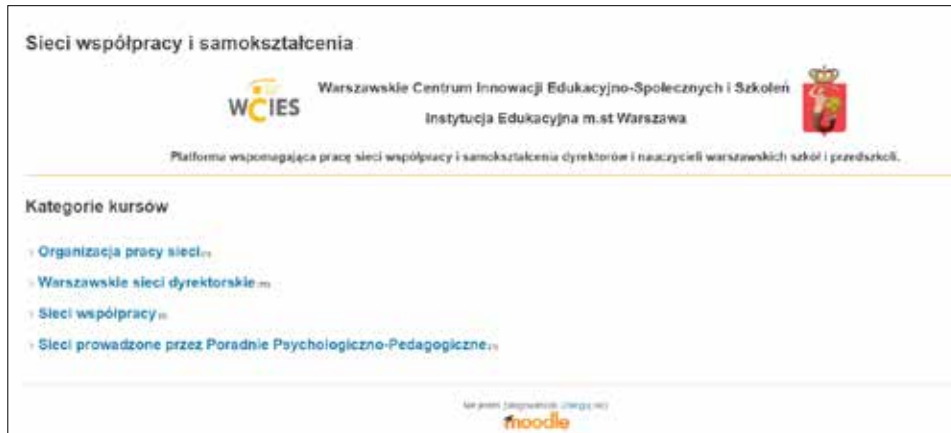 Sieci współpracy i samokształcenia
WCIES
Warszawskie Centrum Innowacji Edukacyjno-Społecznych i Szkoleń
Instytucja Edukacyjna m.st Warszawa
Platforma wspomagająca pracę sieci współpracy i samokształcenia dyrektorów i nauczycieli warszawskich szkół i przedszkoli.
Kategorie kursów
Organizacja pracy sieci
Warszawskie sieci dyrektorskie
Sieci współpracy
Sieci prowadzone przez Poradnie Psychologiczno-Pedagogiczne
moodle